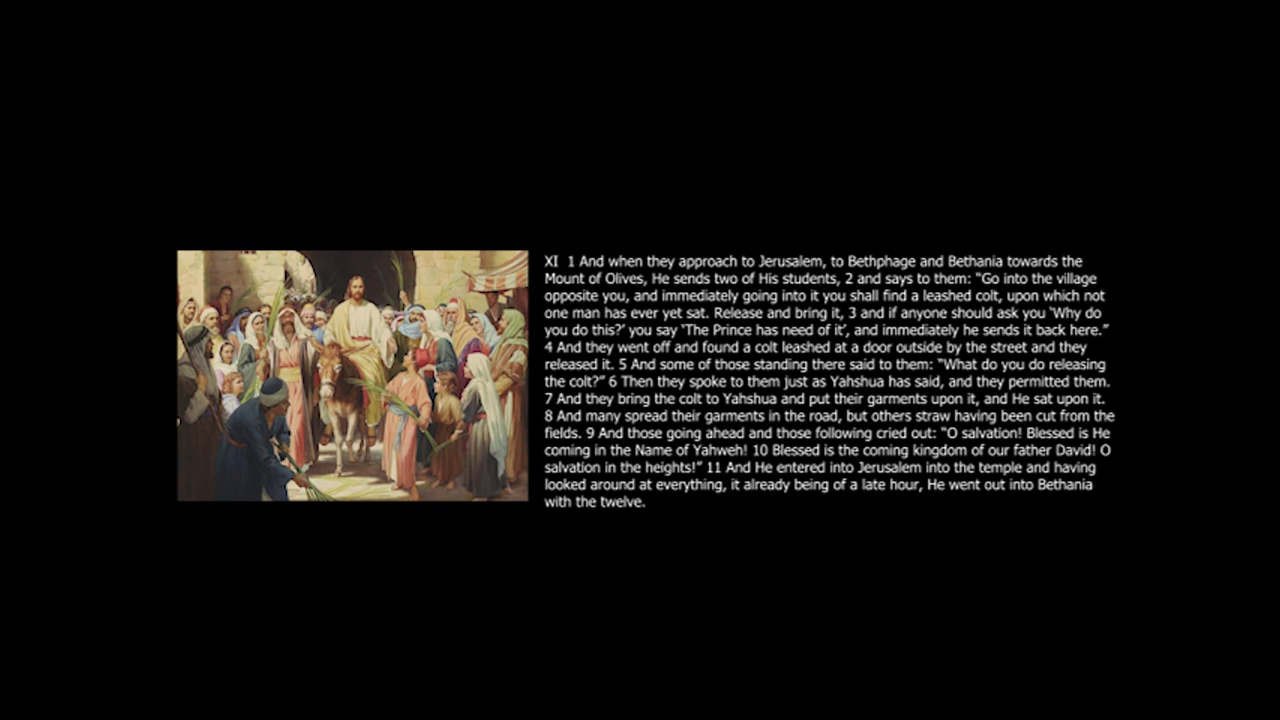 XI  1 And when they approach to Jerusalem, to Bethphage and Bethania towards the
Mount of Olives, He sends two of His students, 2 and says to them: “Go into the village
opposite you, and immediately going into it you shall find a leashed colt, upon which not
one man has ever yet sat. Release and bring it, 3 and if anyone should ask you ‘Why do
you do this?’ you say ‘The Prince has need of it’, and immediately he sends it back here.”
4 And they went off and found a colt leashed at a door outside by the street and they
released it. 5 And some of those standing there said to them: “What do you do releasing
the colt?” 6 Then they spoke to them just as Yahshua has said, and they permitted them.
7 And they bring the colt to Yahshua and put their garments upon it, and He sat upon it.
8 And many spread their garments in the road, but others straw having been cut from the
fields. 9 And those going ahead and those following cried out: “O salvation! Blessed is He
coming in the Name of Yahweh! 10 Blessed is the coming kingdom of our father David! O
salvation in the heights!” 11 And He entered into Jerusalem into the temple and having
looked around at everything, it already being of a late hour, He went out into Bethania
with the twelve.